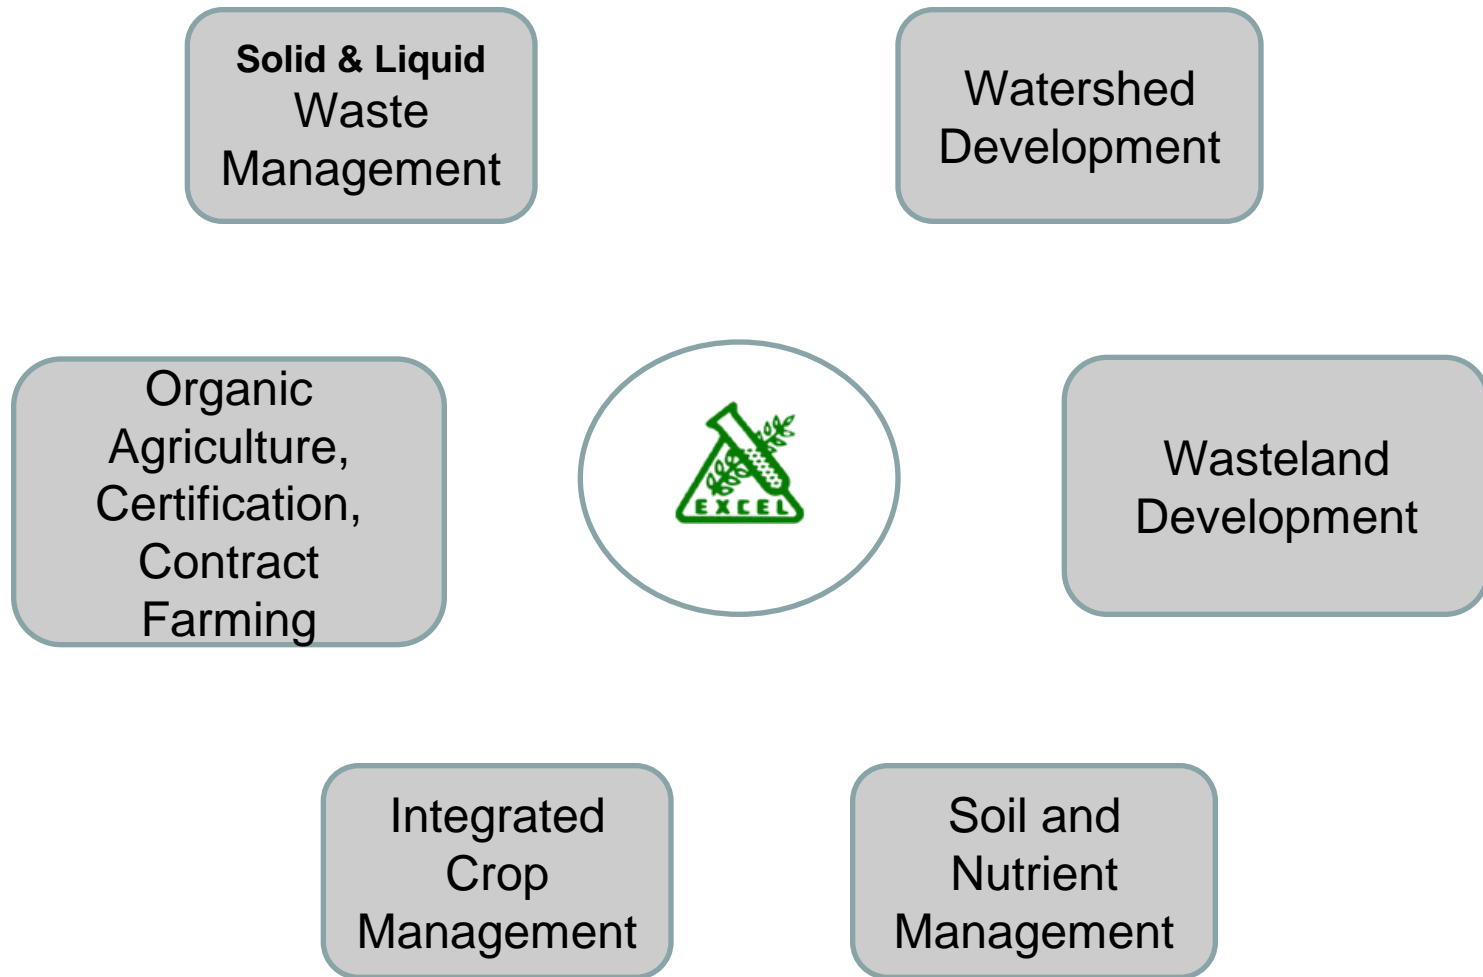 Solid & Liquid
Waste
Management
Watershed
Development
Organic
Agriculture,
Certification,
Contract
Farming
EXCEL
Wasteland
Development
Integrated
Crop
Management
Soil and
Nutrient
Management